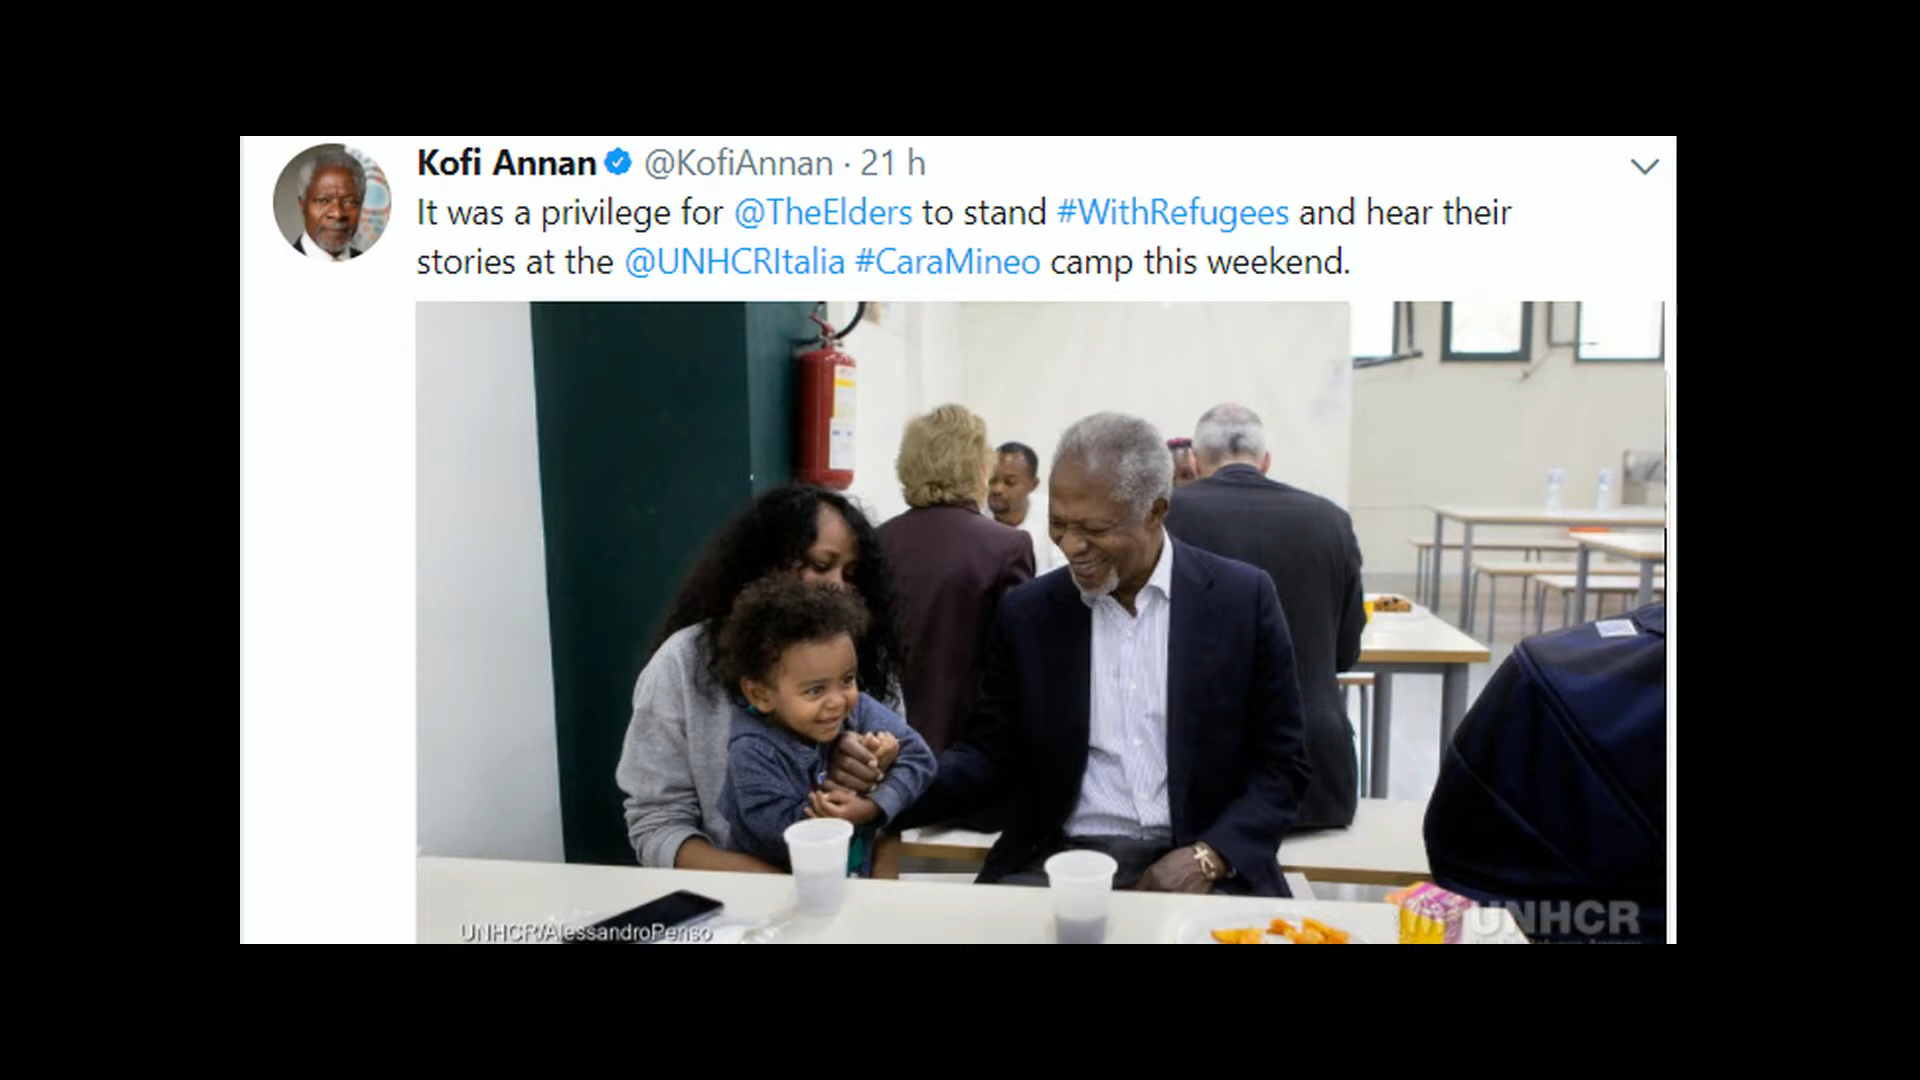 Kofi Annan @KofiAnnan · 21 h
It was a privilege for @TheElders to stand #WithRefugees and hear their
stories at the @UNHCRItalia #CaraMineo camp this weekend.
UNHCR/AlessandroPenso
UNHCR